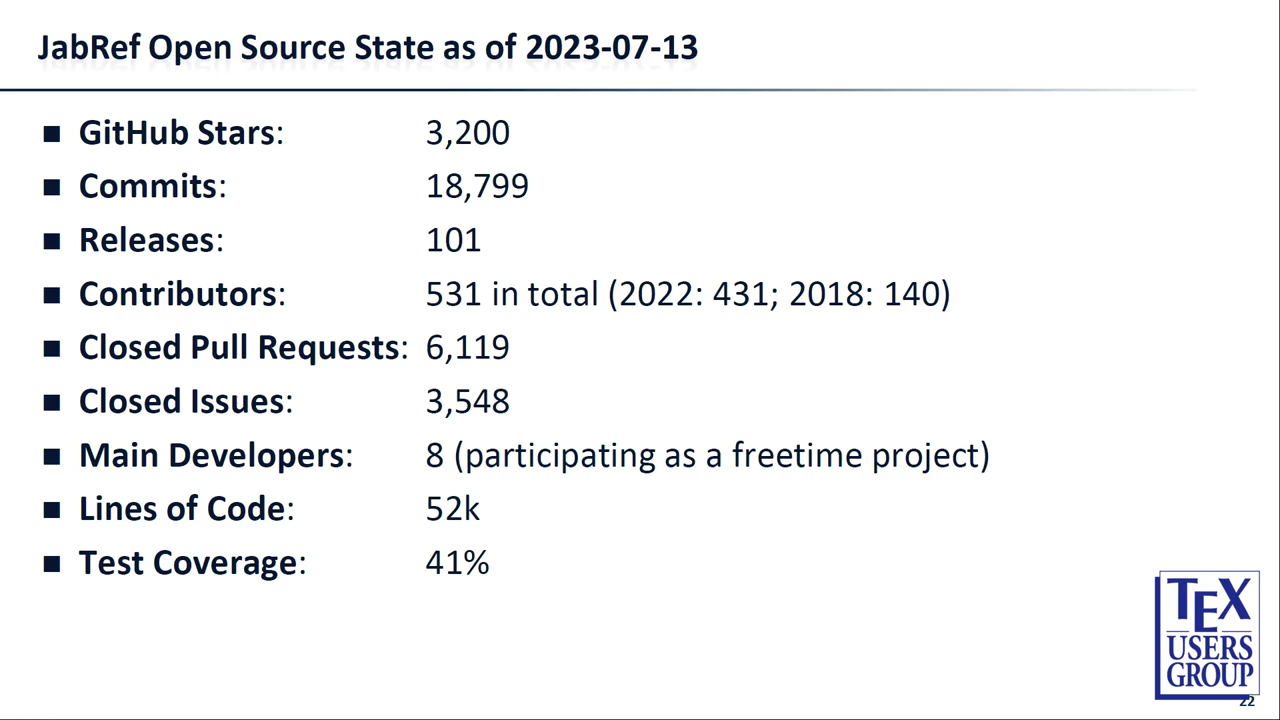 JabRef Open Source State as of 2023-07-13
■ GitHub Stars: 3,200
■ Commits: 18,799
■ Releases: 101
■ Contributors: 531 in total (2022: 431; 2018: 140)
■ Closed Pull Requests: 6,119
■ Closed Issues: 3,548
■ Main Developers: 8 (participating as a freetime project)
■ Lines of Code: 52k
■ Test Coverage: 41%
TEX
USERS
GROUP
22